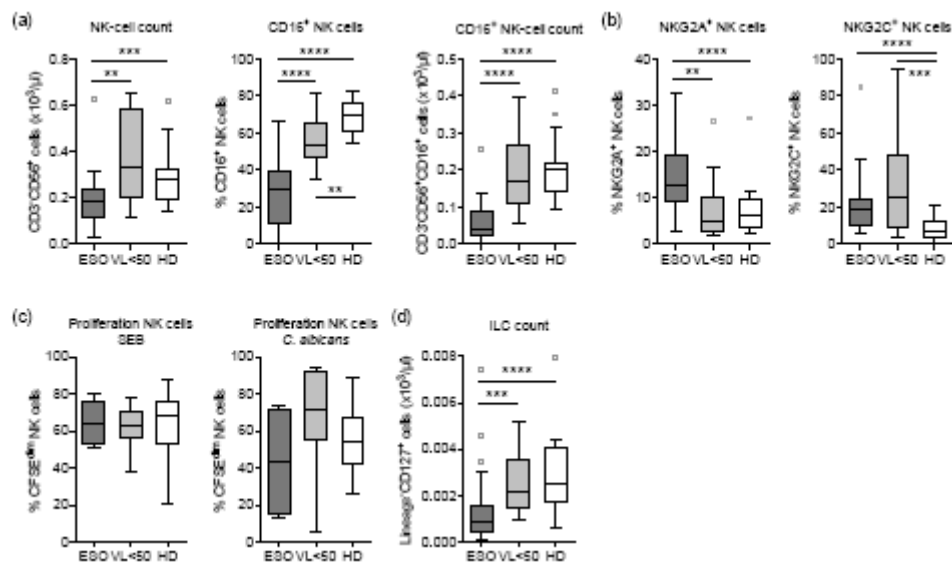 (a)
NK-cell count
CD3-CD56+ cells (x10³/µl)
0.8
0.6
0.4
0.2
0.0
***
**
ESO VL<50 HD
CD16+ NK cells
% CD16+ NK cells
100
80
60
40
20
0
****
****
**
ESO VL<50 HD
CD16+ NK-cell count
CD3-CD56+CD16+ cells (x10³/µl)
0.5
0.4
0.3
0.2
0.1
0.0
****
****
ESO VL<50 HD
(b)
NKG2A+ NK cells
% NKG2A+ NK cells
40
30
20
10
0
****
**
ESO VL<50 HD
NKG2C+ NK cells
% NKG2C+ NK cells
100
80
60
40
20
0
****
***
ESO VL<50 HD
(c)
Proliferation NK cells
SEB
% CFSEdim NK cells
100
80
60
40
20
0
ESO VL<50 HD
Proliferation NK cells
C. albicans
% CFSEdim NK cells
100
80
60
40
20
0
ESO VL<50 HD
(d)
ILC count
Lineage-CD127+ cells (x10³/µl)
0.008
0.006
0.004
0.002
0.000
****
***
ESO VL<50 HD